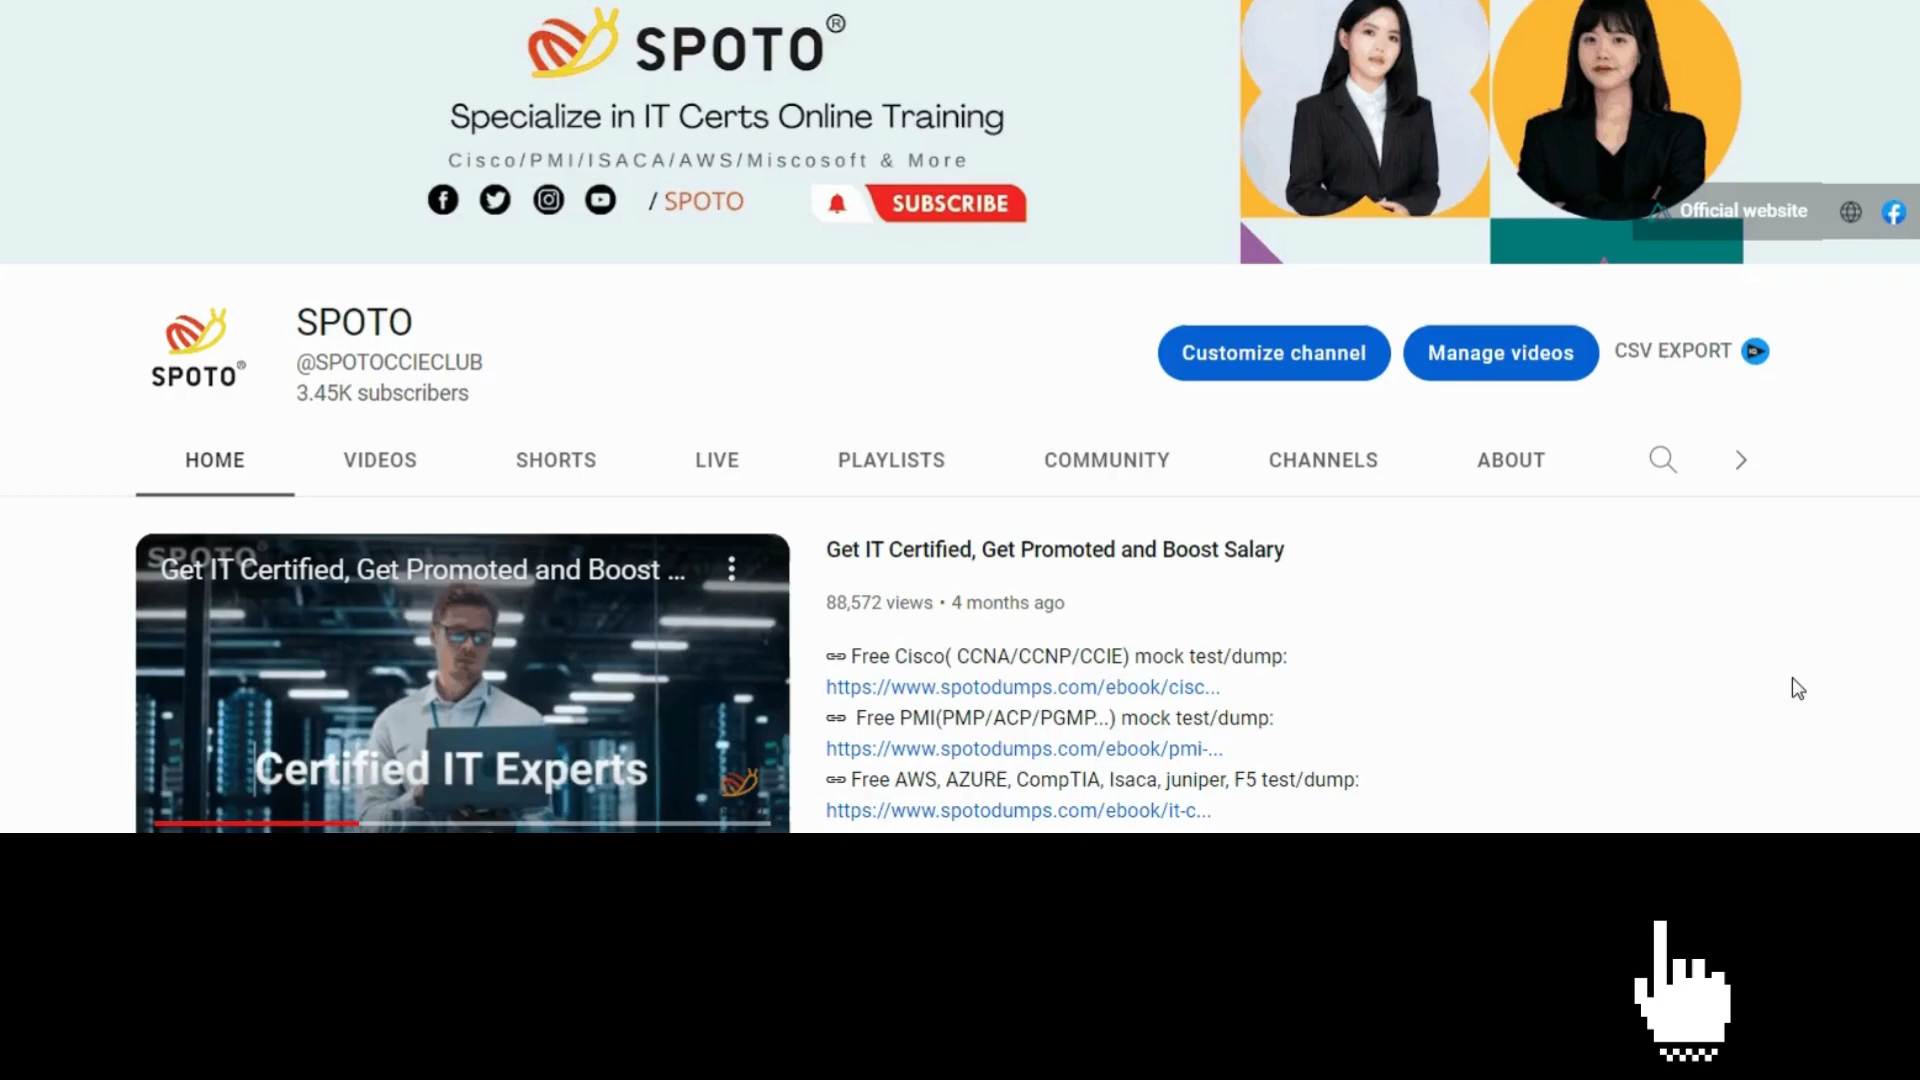 SPOTO®
Specialize in IT Certs Online Training
Cisco/PMI/ISACA/AWS/Miscosoft & More
/ SPOTO
SUBSCRIBE
Official website
SPOTO®
SPOTO
@SPOTOCCIECLUB
3.45K subscribers
Customize channel
Manage videos
CSV EXPORT
HOME
VIDEOS
SHORTS
LIVE
PLAYLISTS
COMMUNITY
CHANNELS
ABOUT
SPOTO®
Get IT Certified, Get Promoted and Boost ...
Certified IT Experts
Get IT Certified, Get Promoted and Boost Salary
88,572 views • 4 months ago
Free Cisco( CCNA/CCNP/CCIE) mock test/dump:
https://www.spotodumps.com/ebook/cisc...
Free PMI(PMP/ACP/PGMP...) mock test/dump:
https://www.spotodumps.com/ebook/pmi-...
Free AWS, AZURE, CompTIA, Isaca, juniper, F5 test/dump:
https://www.spotodumps.com/ebook/it-c...